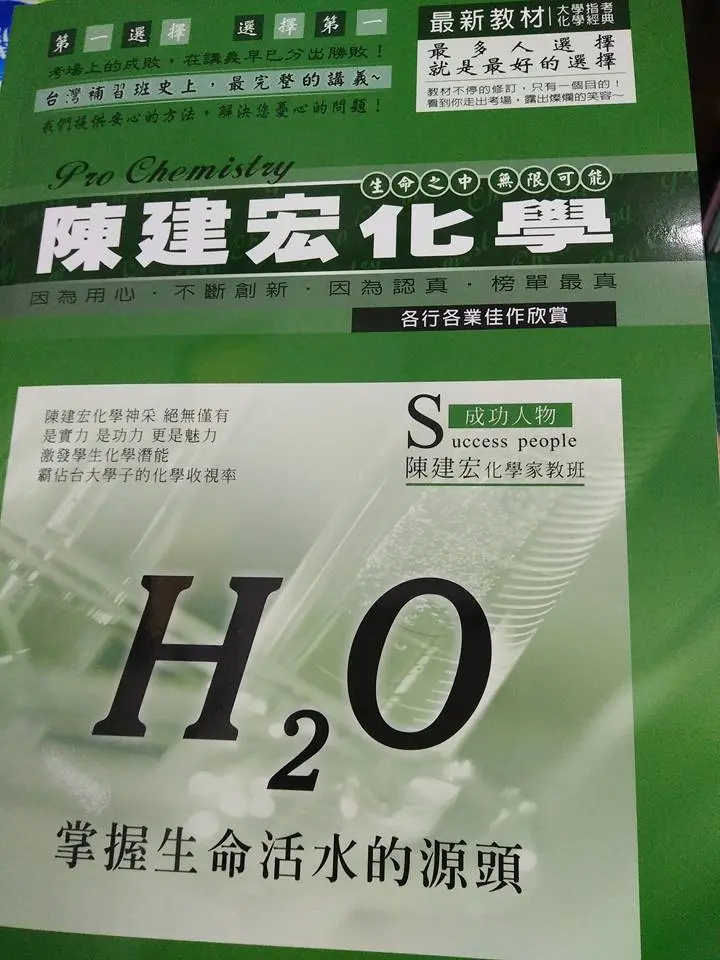 第一選擇 選擇第一
考場上的成敗，在講義早已分出勝敗！
台灣補習班史上，最完整的講義~
我們提供安心的方法，解決您憂心的問題！
最新教材 大學指考 化學經典
最多人選擇
就是最好的選擇
教材不停的修訂，只有一個目的！
看到你走出考場，露出燦爛的笑容~
Pro Chemistry
生命之中 無限可能
陳建宏化學
因為用心．不斷創新．因為認真．榜單最真
各行各業佳作欣賞
陳建宏化學神采 絕無僅有
是實力 是功力 更是魅力
激發學生化學潛能
霸佔台大學子的化學收視率
成功人物
Success people
陳建宏化學家教班
H2O
掌握生命活水的源頭